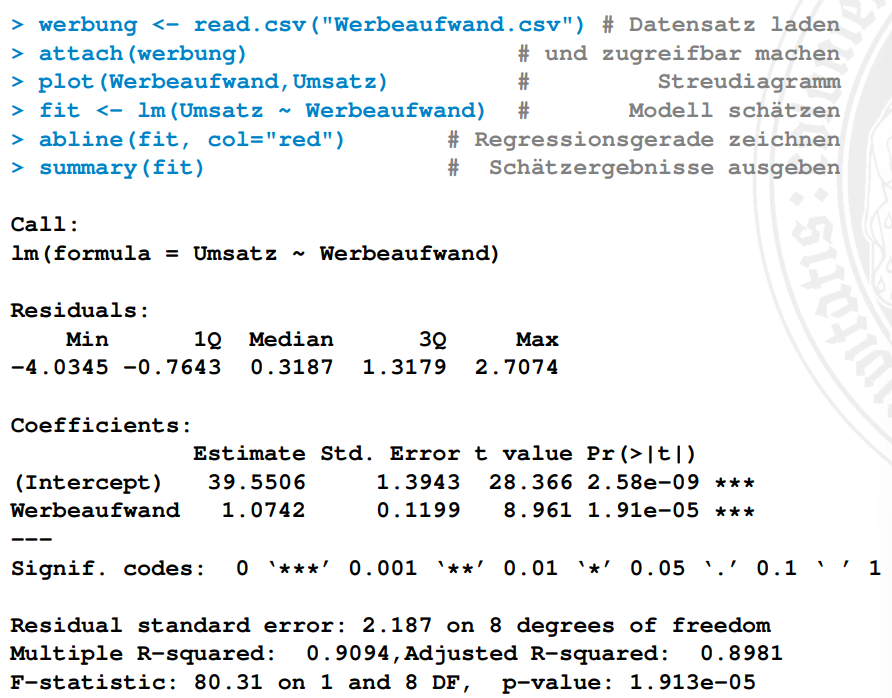 > werbung <- read.csv("Werbeaufwand.csv") # Datensatz laden
> attach(werbung)                   # und zugreifbar machen
> plot(Werbeaufwand,Umsatz)         #         Streudiagramm
> fit <- lm(Umsatz ~ Werbeaufwand)  #       Modell schätzen
> abline(fit, col="red")       # Regressionsgerade zeichnen
> summary(fit)                 #  Schätzergebnisse ausgeben
Call:
lm(formula = Umsatz ~ Werbeaufwand)
Residuals:
    Min      1Q  Median      3Q     Max
-4.0345 -0.7643  0.3187  1.3179  2.7074
Coefficients:
             Estimate Std. Error t value Pr(>|t|)
(Intercept)   39.5506     1.3943  28.366 2.58e-09 ***
Werbeaufwand   1.0742     0.1199   8.961 1.91e-05 ***
---
Signif. codes:  0 ‘***’ 0.001 ‘**’ 0.01 ‘*’ 0.05 ‘.’ 0.1 ‘ ’ 1
Residual standard error: 2.187 on 8 degrees of freedom
Multiple R-squared:  0.9094,Adjusted R-squared:  0.8981
F-statistic: 80.31 on 1 and 8 DF,  p-value: 1.913e-05